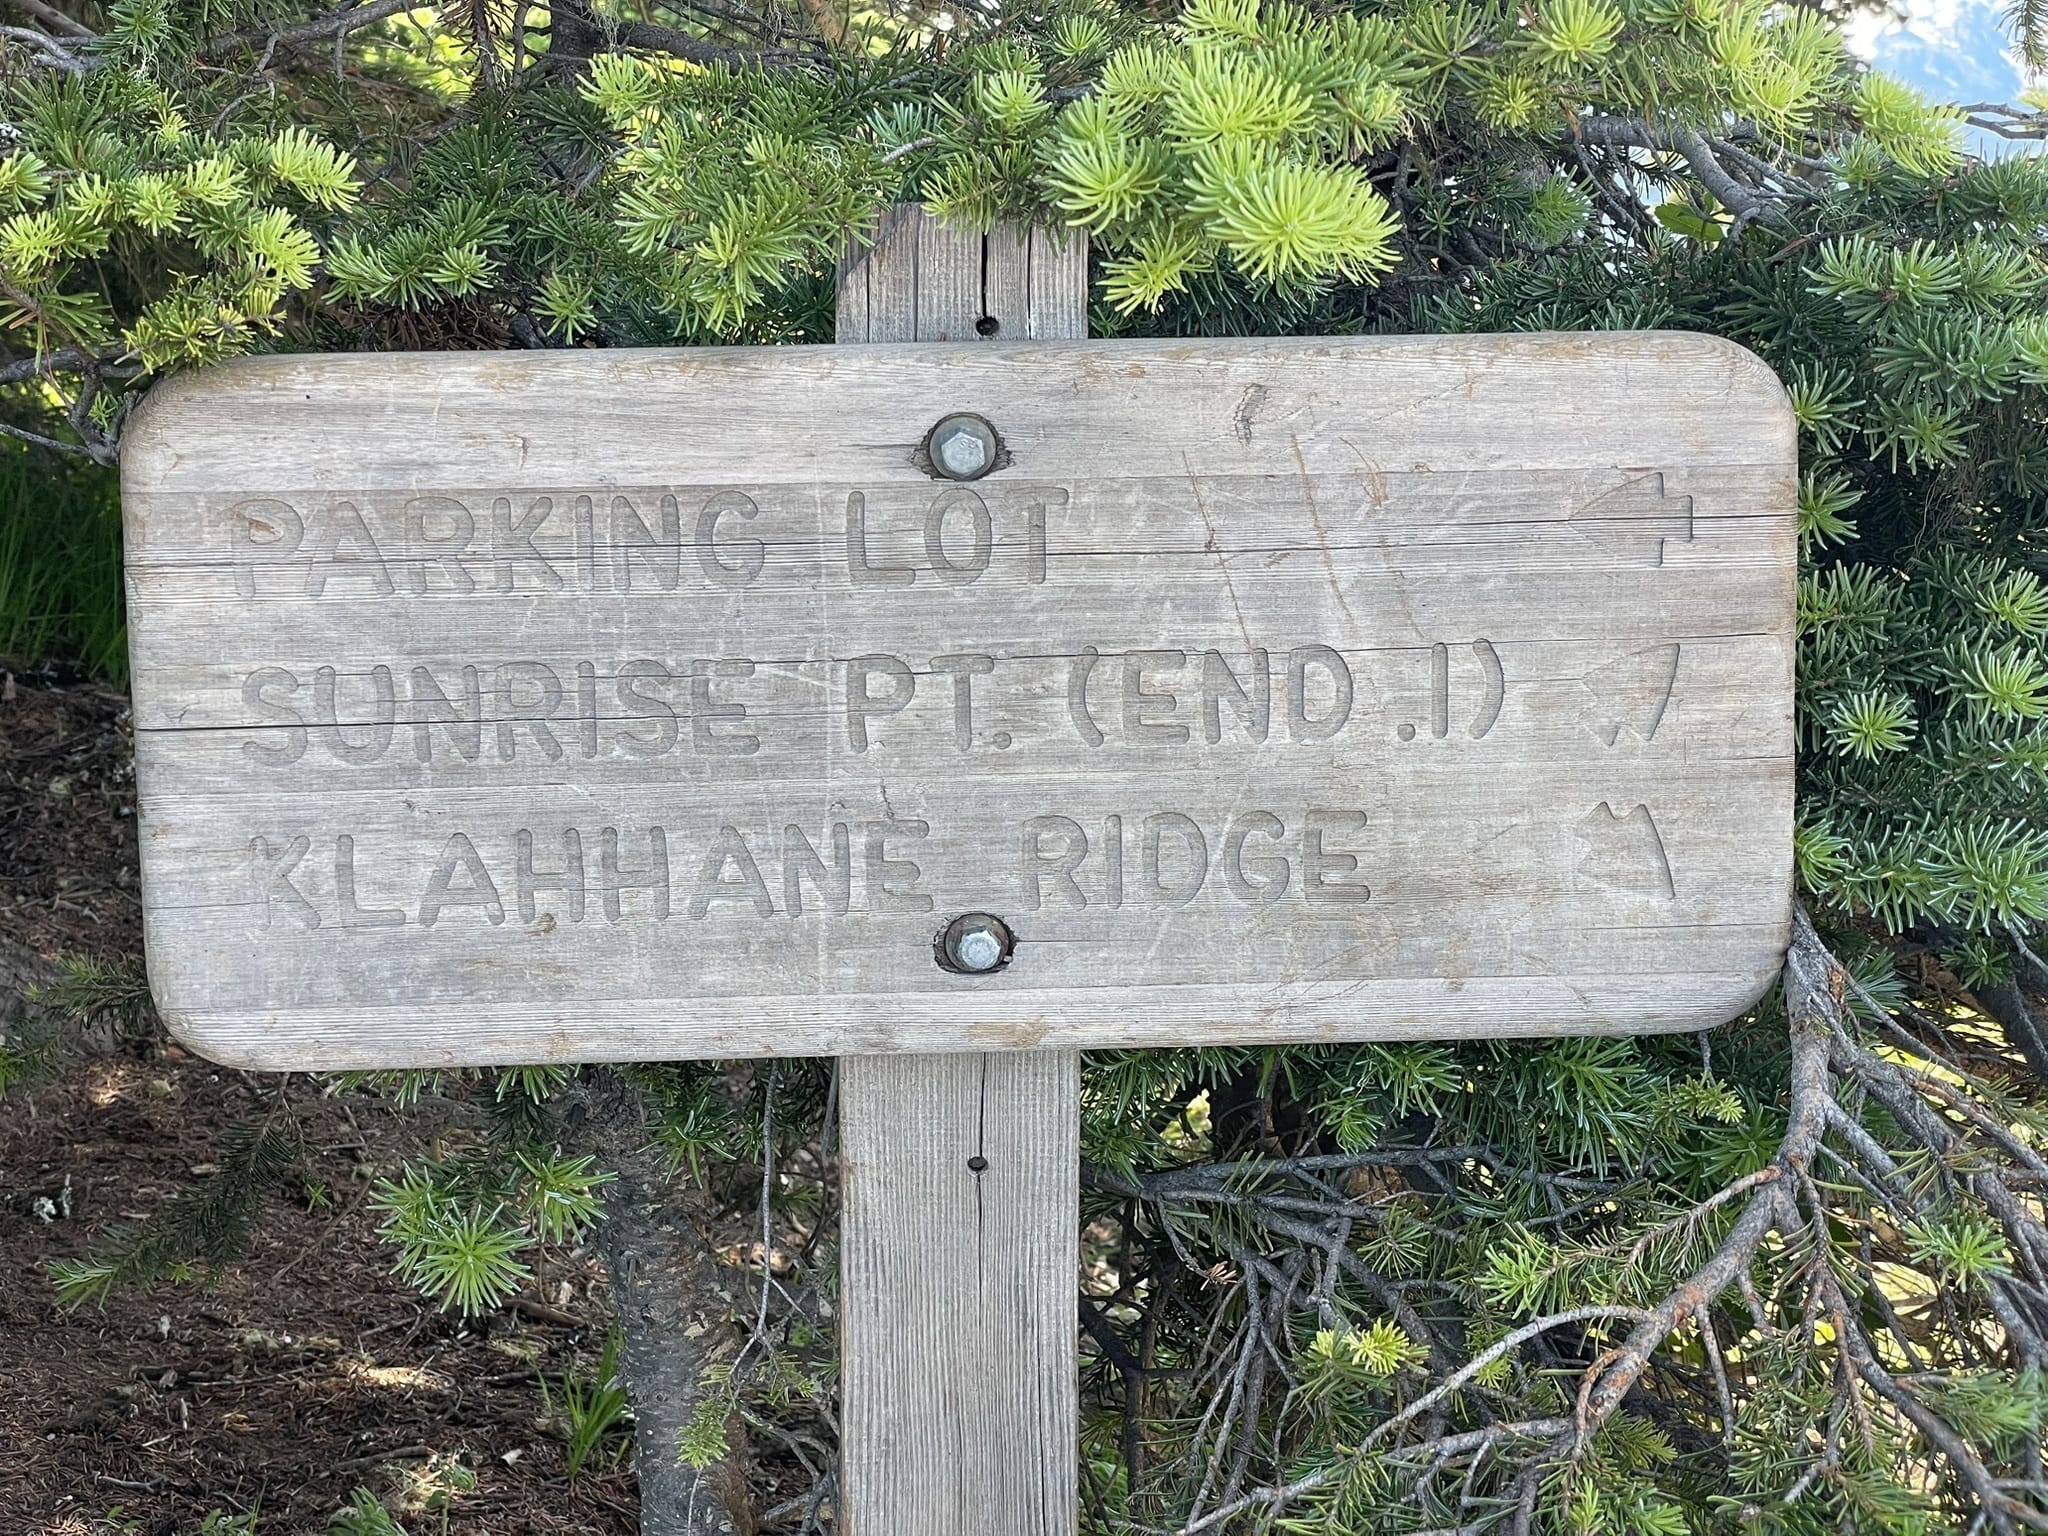 PARKING LOT
SUNRISE PT. (END .1)
KLAHHANE RIDGE